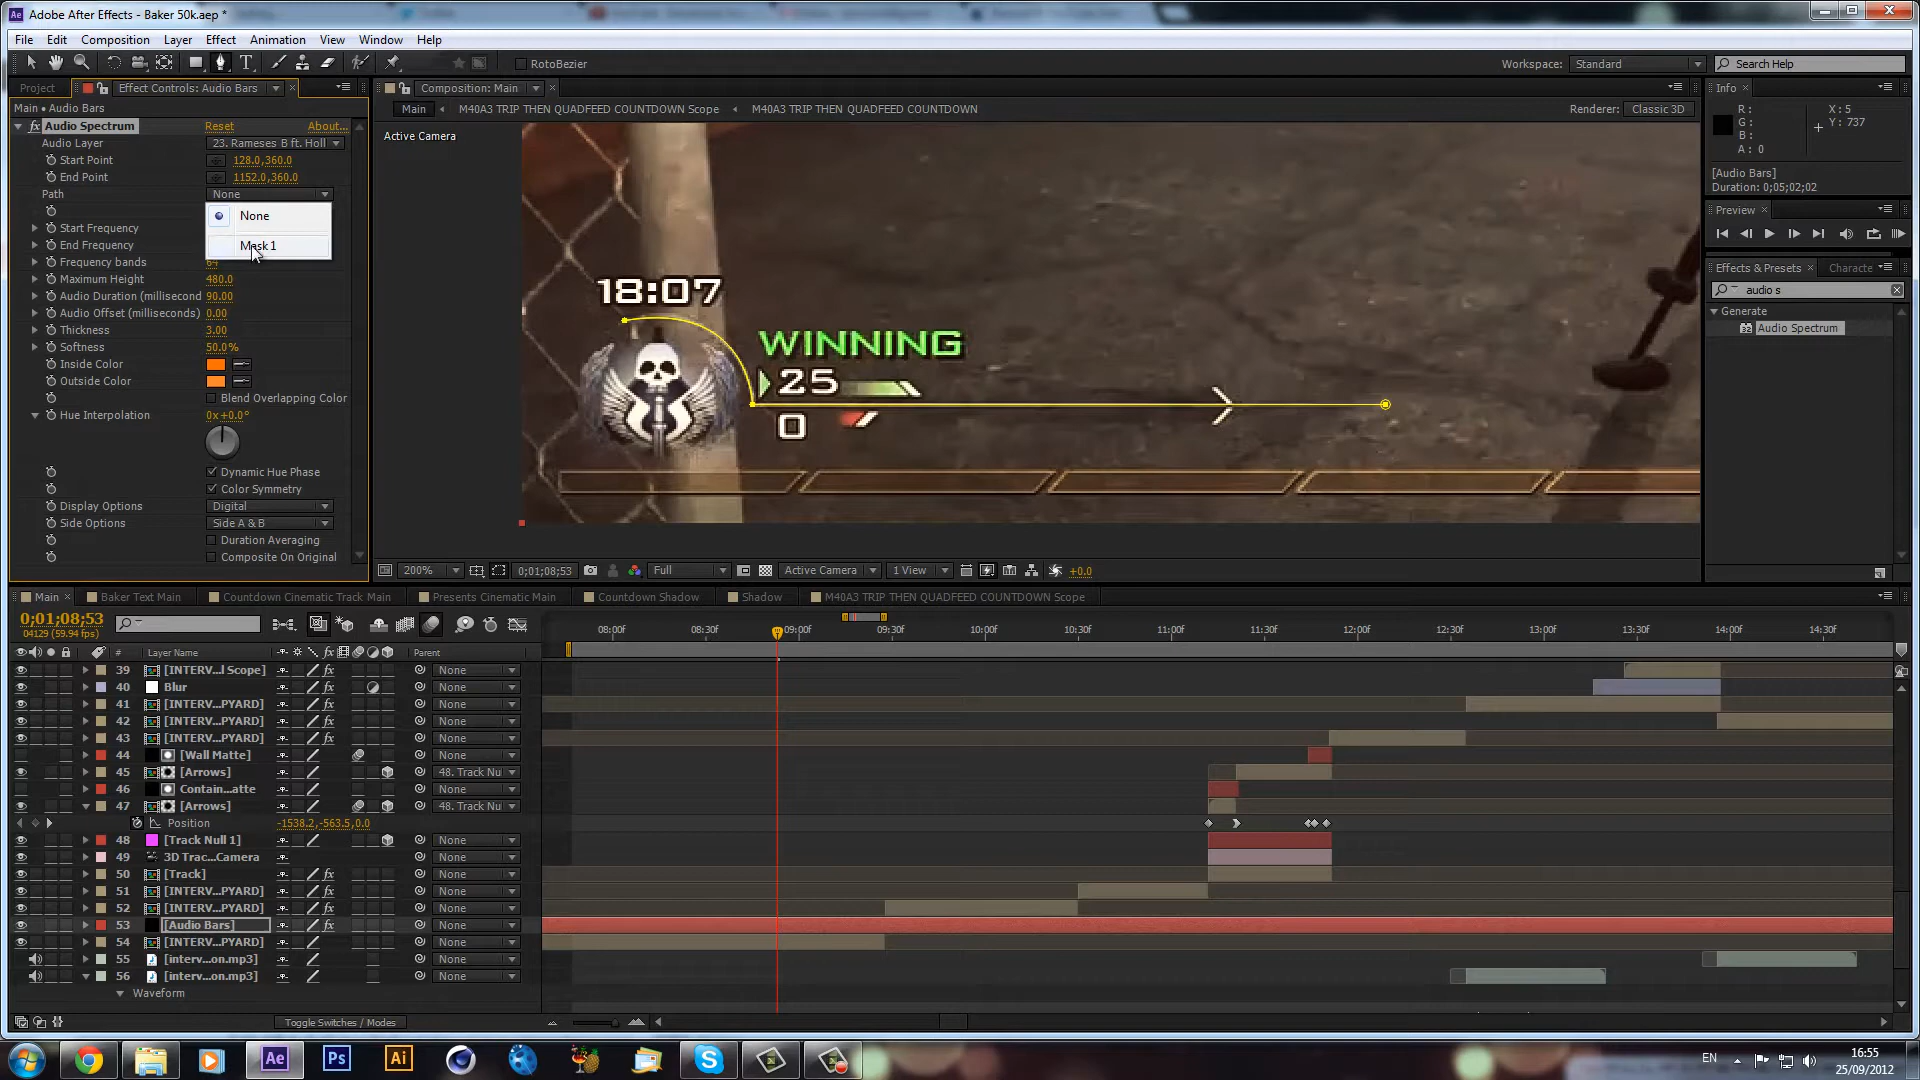 Adobe After Effects - Baker 50k.aep *
File Edit Composition Layer Effect Animation View Window Help
RotoBezier
Workspace: Standard
Search Help
Project
Effect Controls: Audio Bars
Main • Audio Bars
Audio Spectrum Reset About...
Audio Layer 23. Rameses B ft. Holl
Start Point 128.0,360.0
End Point 1152.0,360.0
Path None
None
Mask 1
Start Frequency
End Frequency
Frequency bands 64
Maximum Height 480.0
Audio Duration (millisecond 90.00
Audio Offset (milliseconds) 0.00
Thickness 3.00
Softness 50.0%
Inside Color
Outside Color
Blend Overlapping Color
Hue Interpolation 0x+0.0°
Dynamic Hue Phase
Color Symmetry
Display Options Digital
Side Options Side A & B
Duration Averaging
Composite On Original
Composition: Main
Main M40A3 TRIP THEN QUADFEED COUNTDOWN Scope M40A3 TRIP THEN QUADFEED COUNTDOWN
Renderer: Classic 3D
Active Camera
18:07
WINNING
25
0
200% 0;01;08;53 Full Active Camera 1 View +0.0
Info
R:
G:
B:
A: 0
X: 5
Y: 737
[Audio Bars]
Duration: 0;05;02;02
Preview
Effects & Presets Characte
audio s
Generate
Audio Spectrum
Main Baker Text Main Countdown Cinematic Track Main Presents Cinematic Main Countdown Shadow Shadow M40A3 TRIP THEN QUADFEED COUNTDOWN Scope
0;01;08;53
04129 (59.94 fps)
08:00f 08:30f 09:00f 09:30f 10:00f 10:30f 11:00f 11:30f 12:00f 12:30f 13:00f 13:30f 14:00f 14:30f
# Layer Name Parent
39 [INTERV...l Scope] None
40 Blur None
41 [INTERV...PYARD] None
42 [INTERV...PYARD] None
43 [INTERV...PYARD] None
44 [Wall Matte] None
45 [Arrows] 48. Track Nu
46 Contain...atte None
47 [Arrows] 48. Track Nu
Position -1538.2,-563.5,0.0
48 [Track Null 1] None
49 3D Trac...Camera None
50 [Track] None
51 [INTERV...PYARD] None
52 [INTERV...PYARD] None
53 [Audio Bars] None
54 [INTERV...PYARD] None
55 [interv...on.mp3] None
56 [interv...on.mp3] None
Waveform
Toggle Switches / Modes
Ae Ps Ai
EN
16:55
25/09/2012